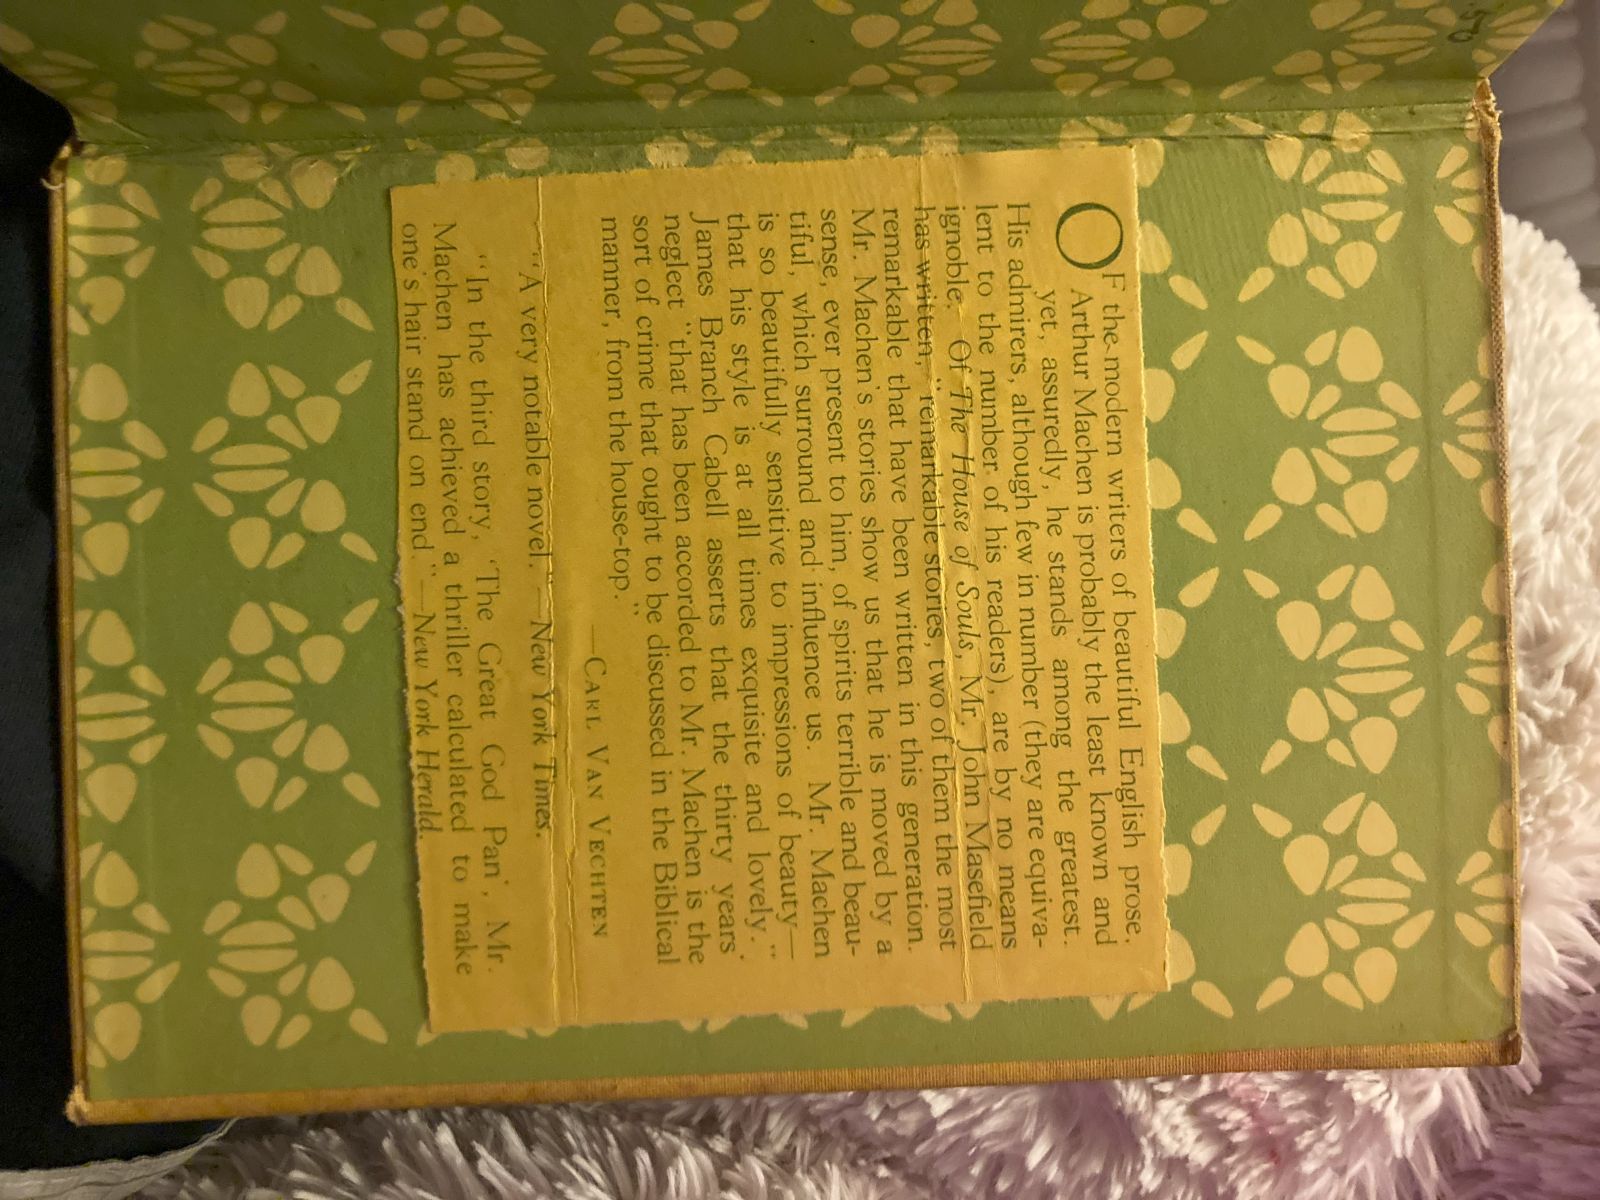 .50
OF the modern writers of beautiful English prose,
Arthur Machen is probably the least known and
yet, assuredly, he stands among the greatest.
His admirers, although few in number (they are equiva-
lent to the number of his readers), are by no means
ignoble. Of The House of Souls, Mr. John Masefield
has written, "remarkable stories, two of them the most
remarkable that have been written in this generation.
Mr. Machen's stories show us that he is moved by a
sense, ever present to him, of spirits terrible and beau-
tiful, which surround and influence us. Mr. Machen
is so beautifully sensitive to impressions of beauty—
that his style is at all times exquisite and lovely."
James Branch Cabell asserts that the thirty years'
neglect "that has been accorded to Mr. Machen is the
sort of crime that ought to be discussed in the Biblical
manner, from the house-top."
—CARL VAN VECHTEN
"A very notable novel."—New York Times.
"In the third story, 'The Great God Pan', Mr.
Machen has achieved a thriller calculated to make
one's hair stand on end."—New York Herald.